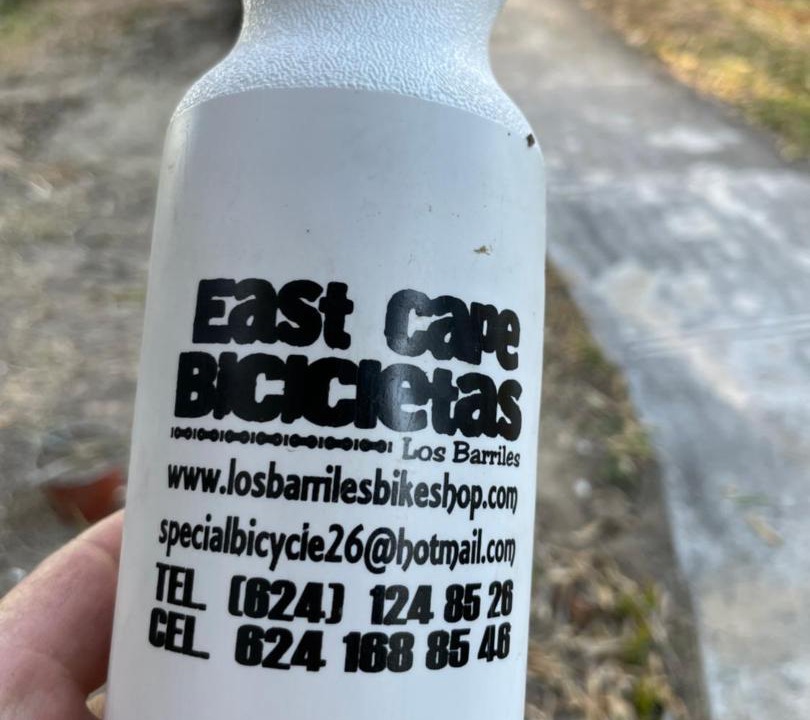 East Cape
BICICletas
Los Barriles
www.losbarrilesbikeshop.com
specialbicycle26@hotmail.com
TEL. (624) 124 85 26
CEL. 624 168 85 46